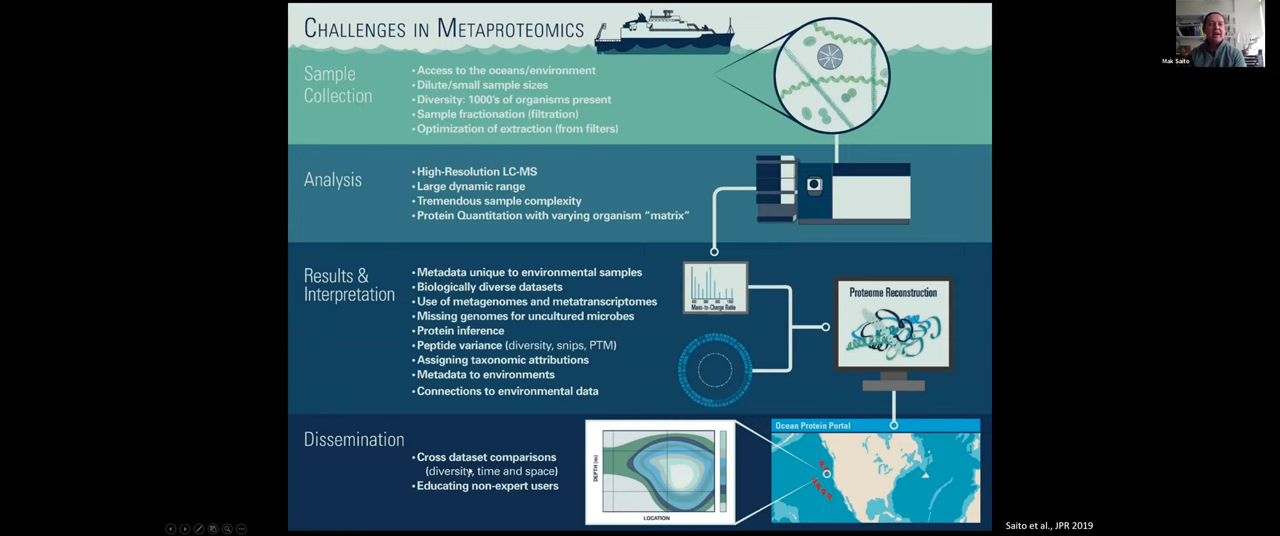 CHALLENGES IN METAPROTEOMICS
Mak Saito
Sample
Collection
• Access to the oceans/environment
• Dilute/small sample sizes
• Diversity: 1000's of organisms present
• Sample fractionation (filtration)
• Optimization of extraction (from filters)
Analysis
• High-Resolution LC-MS
• Large dynamic range
• Tremendous sample complexity
• Protein Quantitation with varying organism "matrix"
Results &
Interpretation
• Metadata unique to environmental samples
• Biologically diverse datasets
• Use of metagenomes and metatranscriptomes
• Missing genomes for uncultured microbes
• Protein inference
• Peptide variance (diversity, snips, PTM)
• Assigning taxonomic attributions
• Metadata to environments
• Connections to environmental data
Mass-to-Charge Ratio
Proteome Reconstruction
Dissemination
• Cross dataset comparisons
(diversity, time and space)
• Educating non-expert users
DEPTH (m)
LOCATION
Ocean Protein Portal
Saito et al., JPR 2019